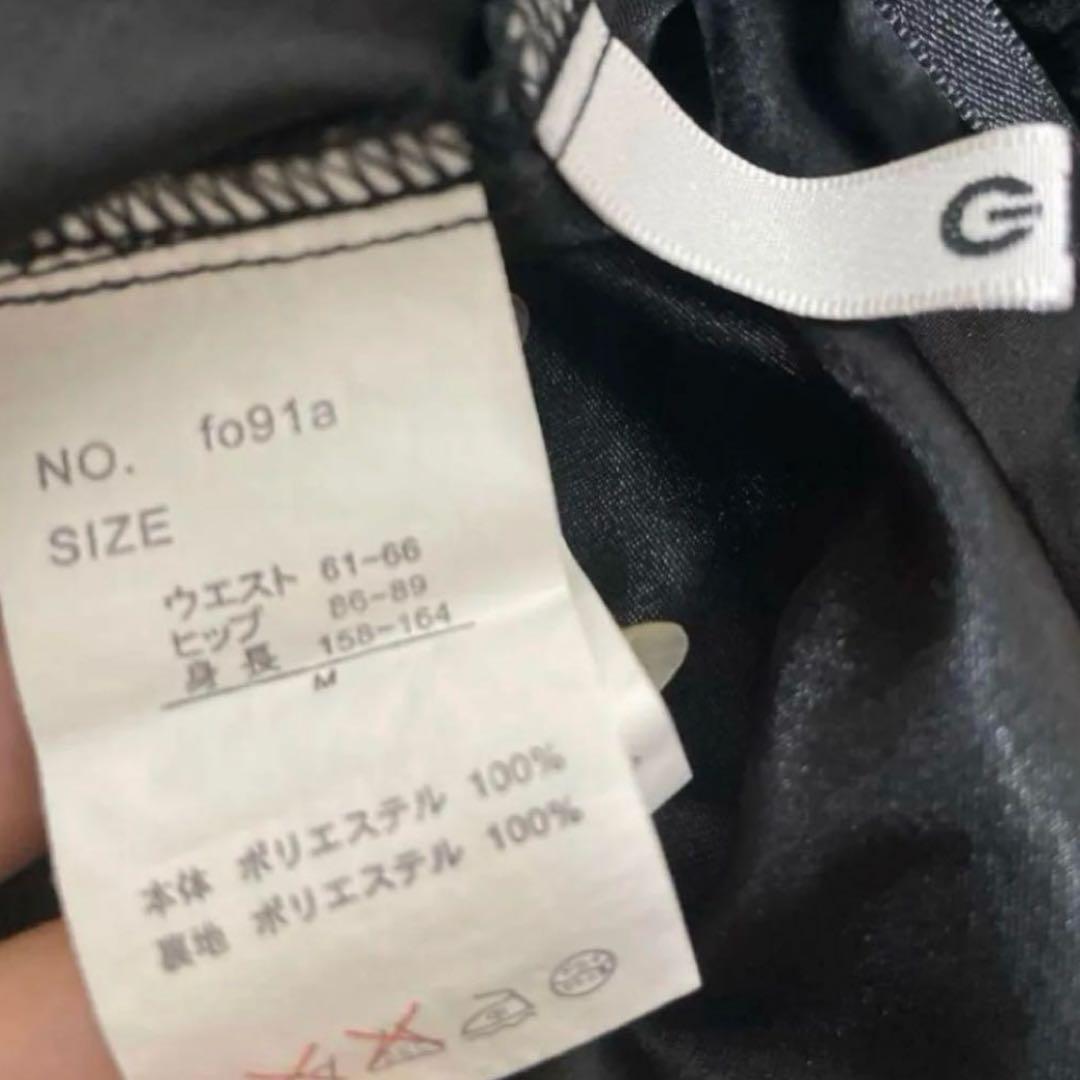 NO. fo91a
SIZE
ウエスト 61-66
ヒップ 86-89
身長 158-164
M
本体 ポリエステル 100%
裏地 ポリエステル 100%